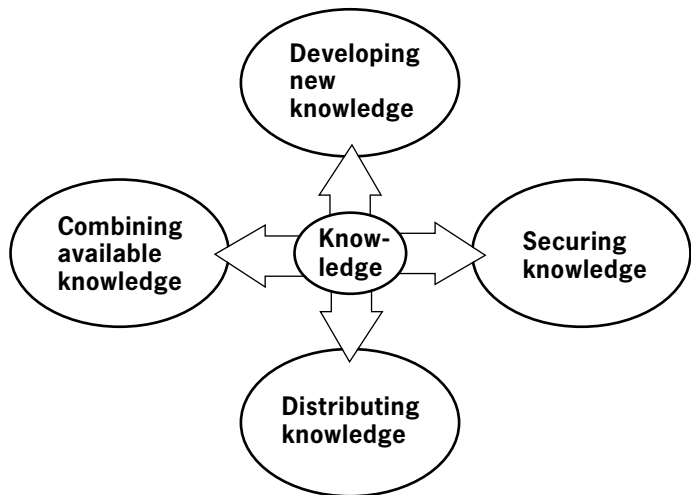 Developing
new
knowledge
Combining
available
knowledge
Know-
ledge
Securing
knowledge
Distributing
knowledge